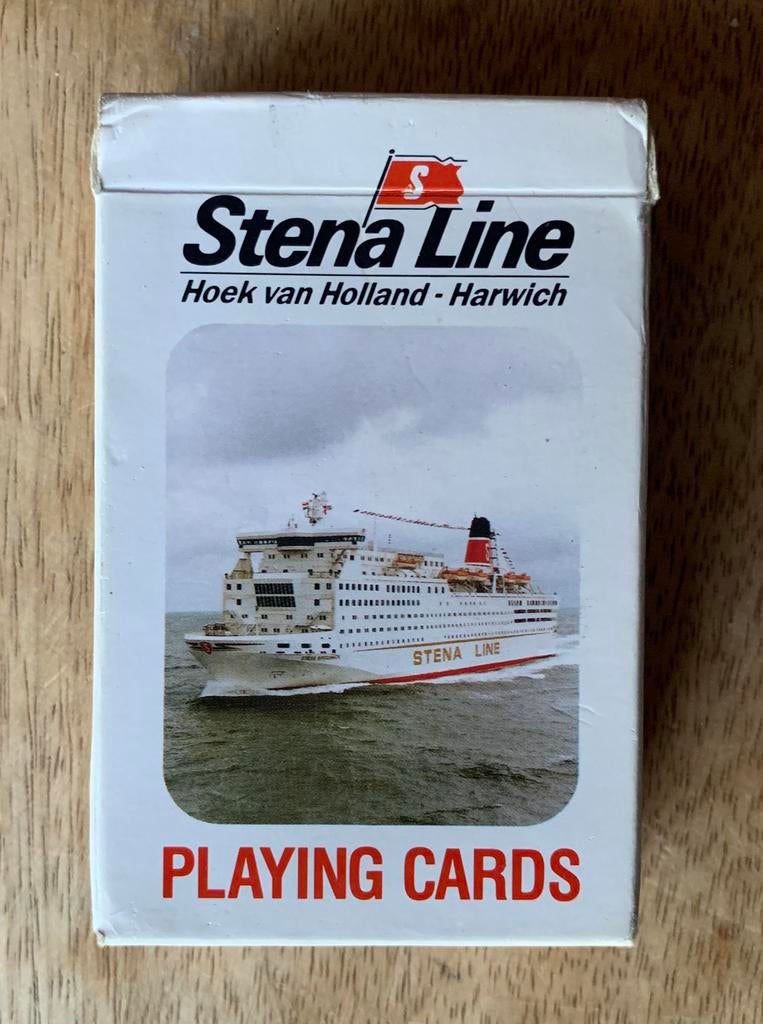 S
Stena Line
Hoek van Holland - Harwich
STENA LINE
PLAYING CARDS